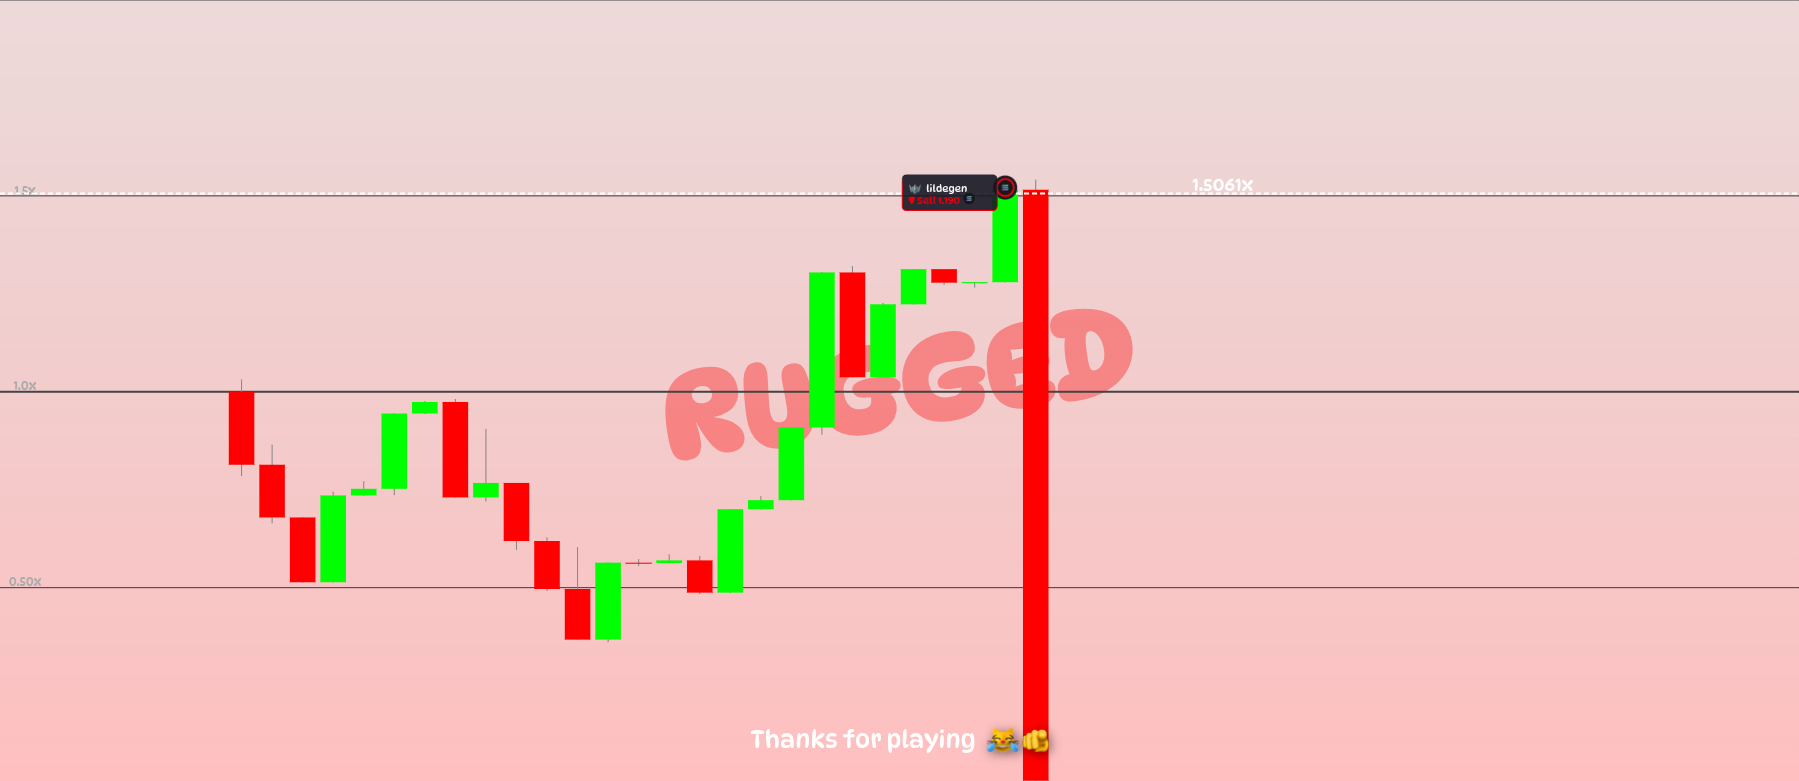 1.5X
1.5061x
lildegen
Sell 1.190
RUGGED
1.0x
0.50x
Thanks for playing 😹🫵